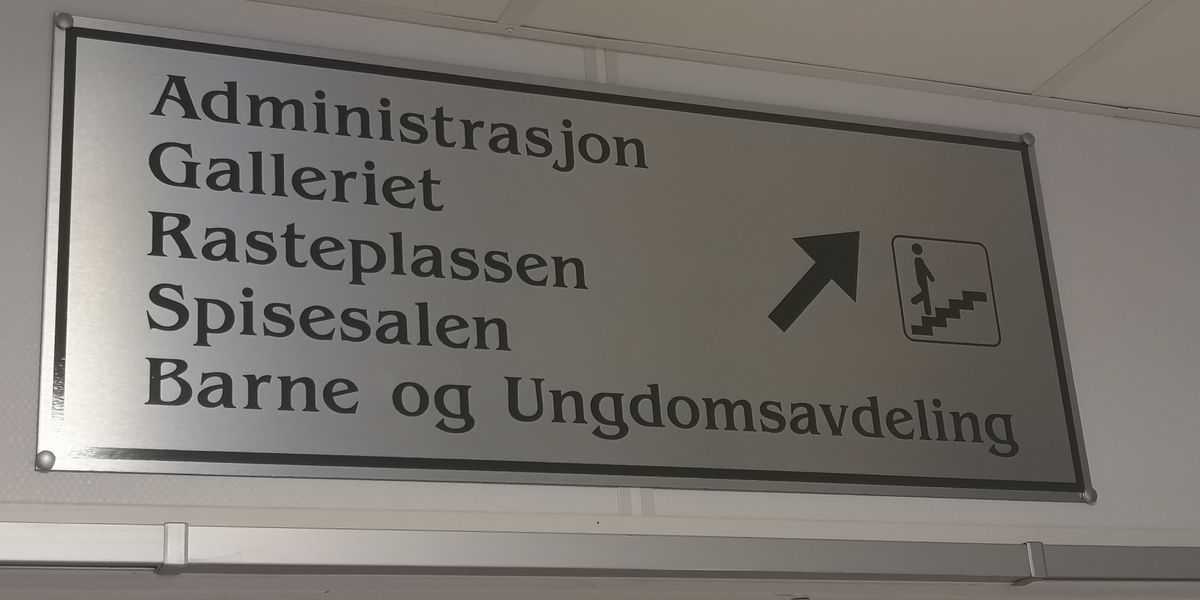 Administrasjon
Galleriet
Rasteplassen
Spisesalen
Barne og Ungdomsavdeling